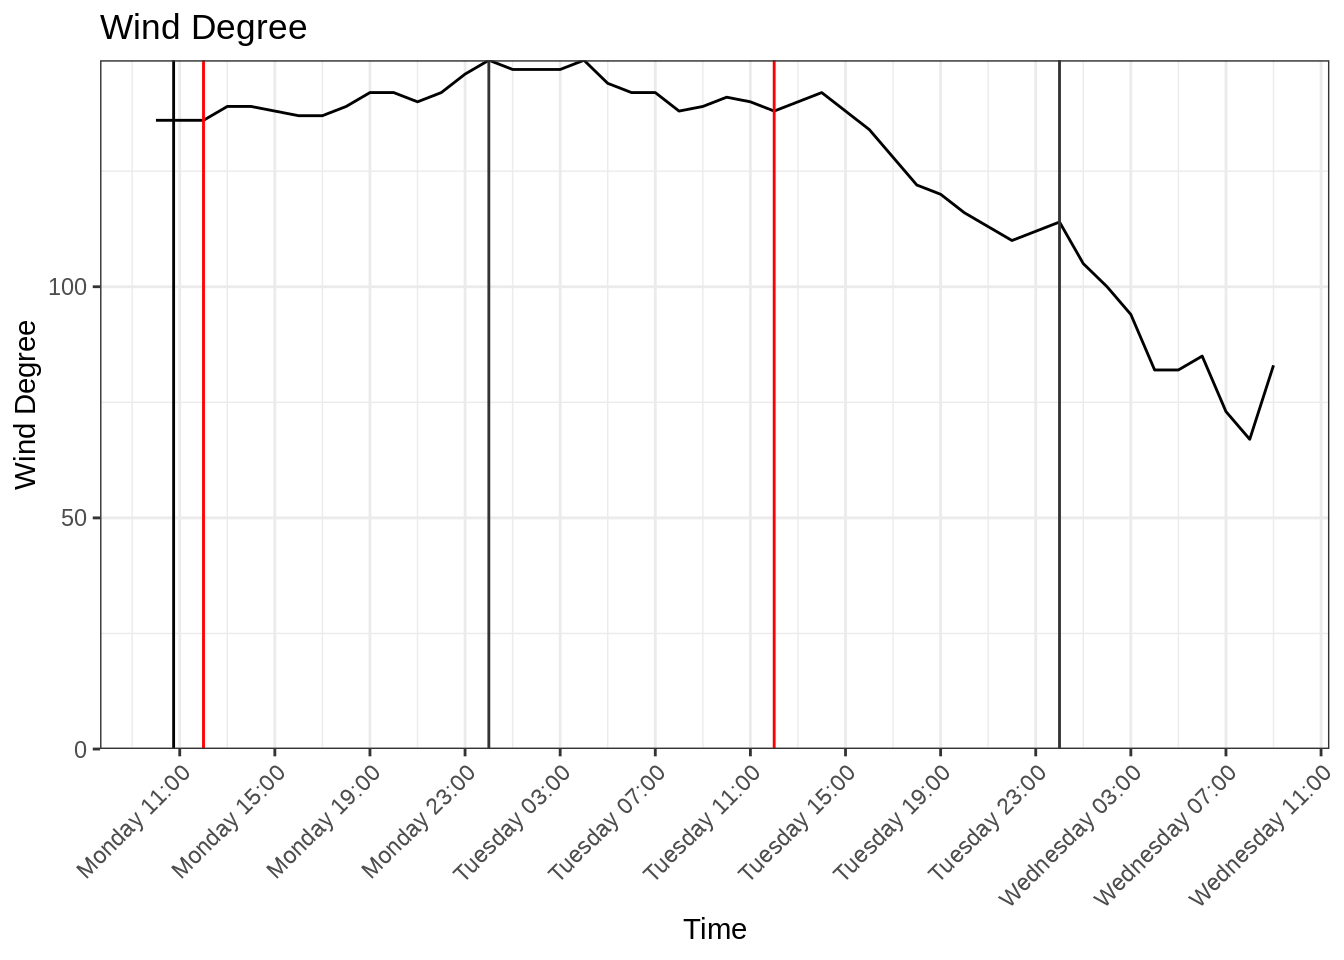 Wind Degree
Wind Degree
100
50
0
Monday 11:00
Monday 15:00
Monday 19:00
Monday 23:00
Tuesday 03:00
Tuesday 07:00
Tuesday 11:00
Tuesday 15:00
Tuesday 19:00
Tuesday 23:00
Wednesday 03:00
Wednesday 07:00
Wednesday 11:00
Time